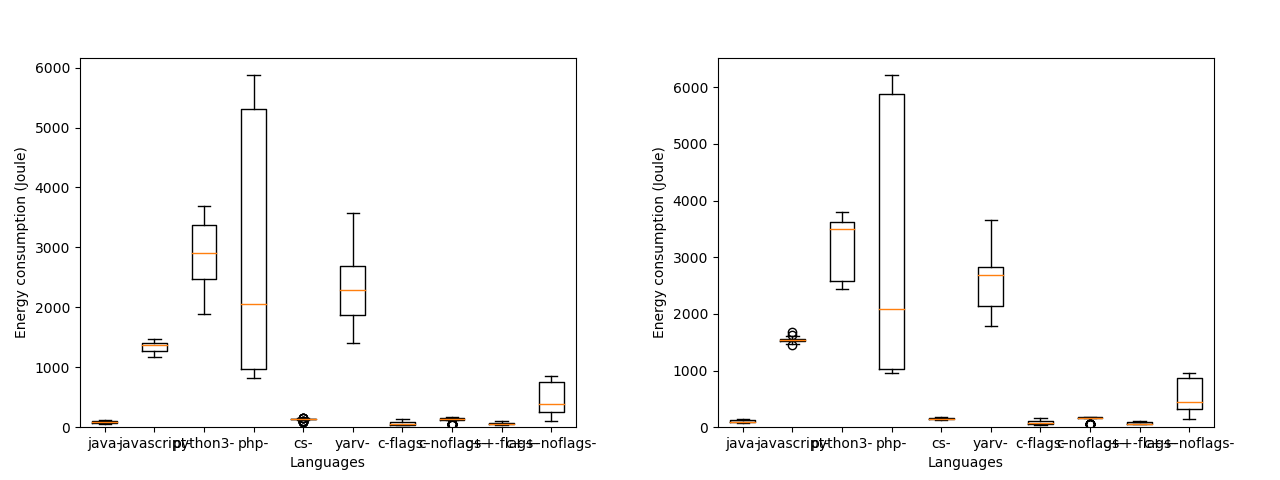 6000
5000
4000
3000
2000
1000
0
Energy consumption (Joule)
java- javascript- python3- php- cs- yarv- c-flags- c-noflags- c++-flags- c++-noflags-
Languages
6000
5000
4000
3000
2000
1000
0
Energy consumption (Joule)
java- javascript- python3- php- cs- yarv- c-flags- c-noflags- c++-flags- c++-noflags-
Languages